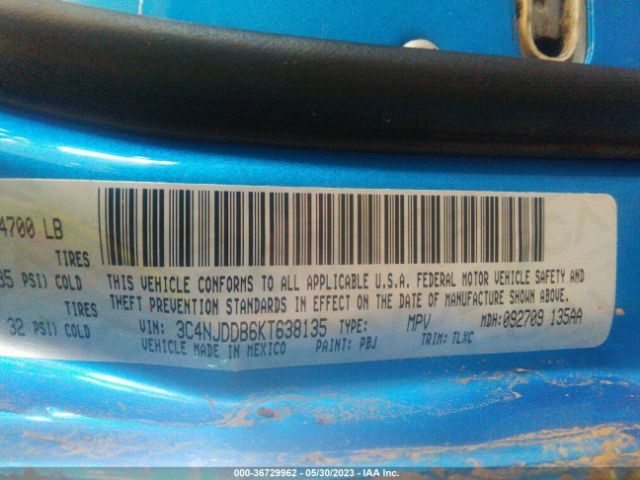 4700 LB
TIRES
35 PSI) COLD
TIRES
32 PSI) COLD
THIS VEHICLE CONFORMS TO ALL APPLICABLE U.S.A. FEDERAL MOTOR VEHICLE SAFETY AND
THEFT PREVENTION STANDARDS IN EFFECT ON THE DATE OF MANUFACTURE SHOWN ABOVE.
VIN: 3C4NJDDB6KT638135 TYPE: MPV MDH:092709 135AA
VEHICLE MADE IN MEXICO PAINT: PBJ TRIM: TLXC
000-36729962 - 05/30/2023 - IAA Inc.